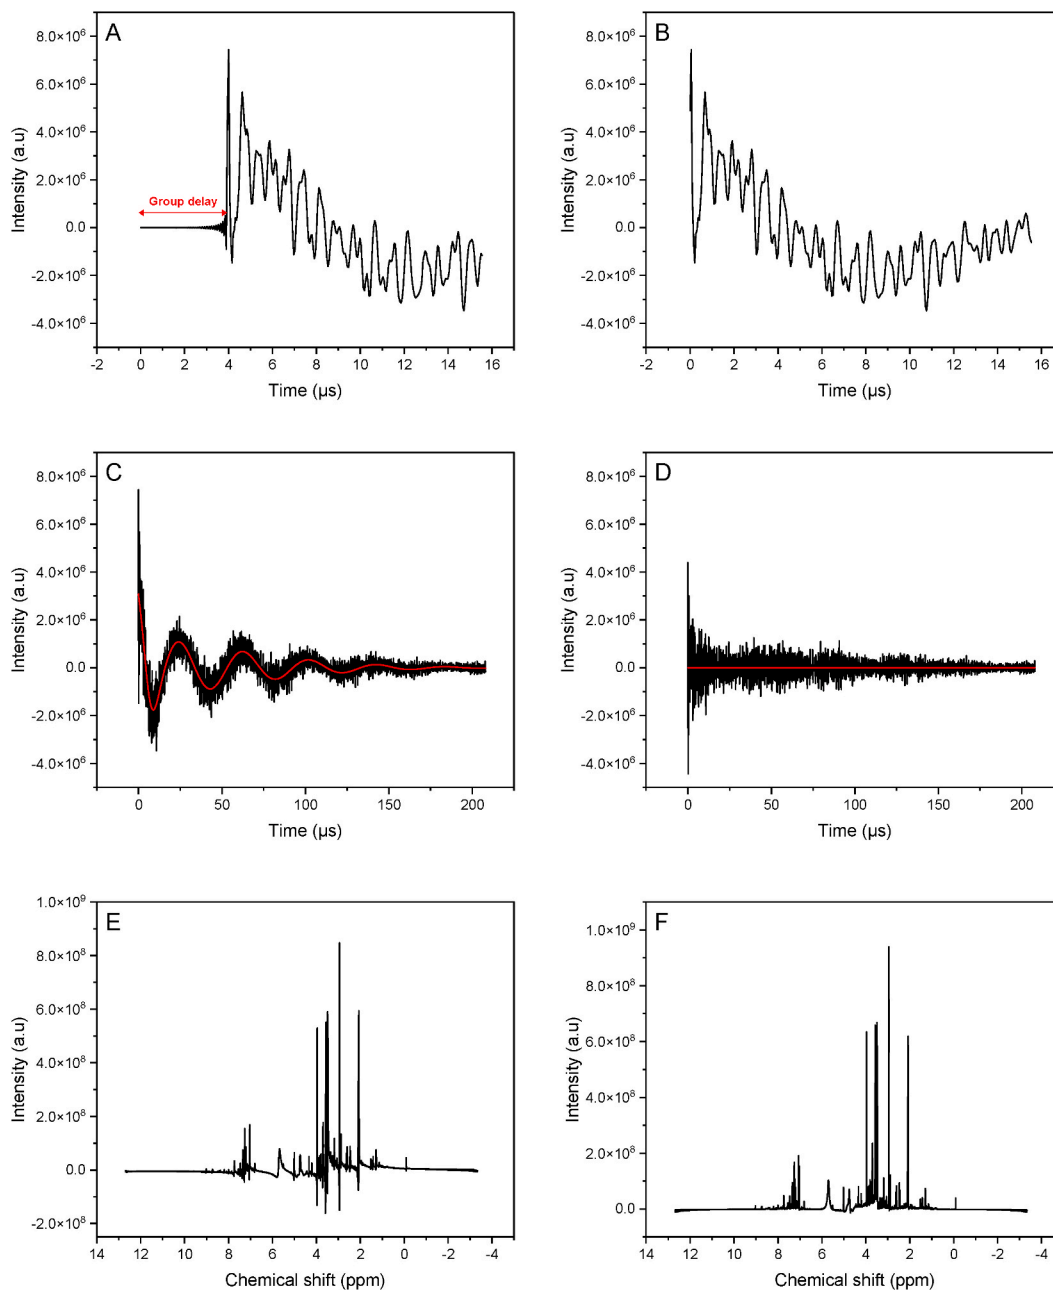 A
Intensity (a.u)
8.0×10⁶
6.0×10⁶
4.0×10⁶
2.0×10⁶
0.0
-2.0×10⁶
-4.0×10⁶
Group delay
-2 0 2 4 6 8 10 12 14 16
Time (µs)
B
Intensity (a.u)
8.0×10⁶
6.0×10⁶
4.0×10⁶
2.0×10⁶
0.0
-2.0×10⁶
-4.0×10⁶
-2 0 2 4 6 8 10 12 14 16
Time (µs)
C
Intensity (a.u)
8.0×10⁶
6.0×10⁶
4.0×10⁶
2.0×10⁶
0.0
-2.0×10⁶
-4.0×10⁶
0 50 100 150 200
Time (µs)
D
Intensity (a.u)
8.0×10⁶
6.0×10⁶
4.0×10⁶
2.0×10⁶
0.0
-2.0×10⁶
-4.0×10⁶
0 50 100 150 200
Time (µs)
E
Intensity (a.u)
1.0×10⁹
8.0×10⁸
6.0×10⁸
4.0×10⁸
2.0×10⁸
0.0
-2.0×10⁸
14 12 10 8 6 4 2 0 -2 -4
Chemical shift (ppm)
F
Intensity (a.u)
1.0×10⁹
8.0×10⁸
6.0×10⁸
4.0×10⁸
2.0×10⁸
0.0
14 12 10 8 6 4 2 0 -2 -4
Chemical shift (ppm)